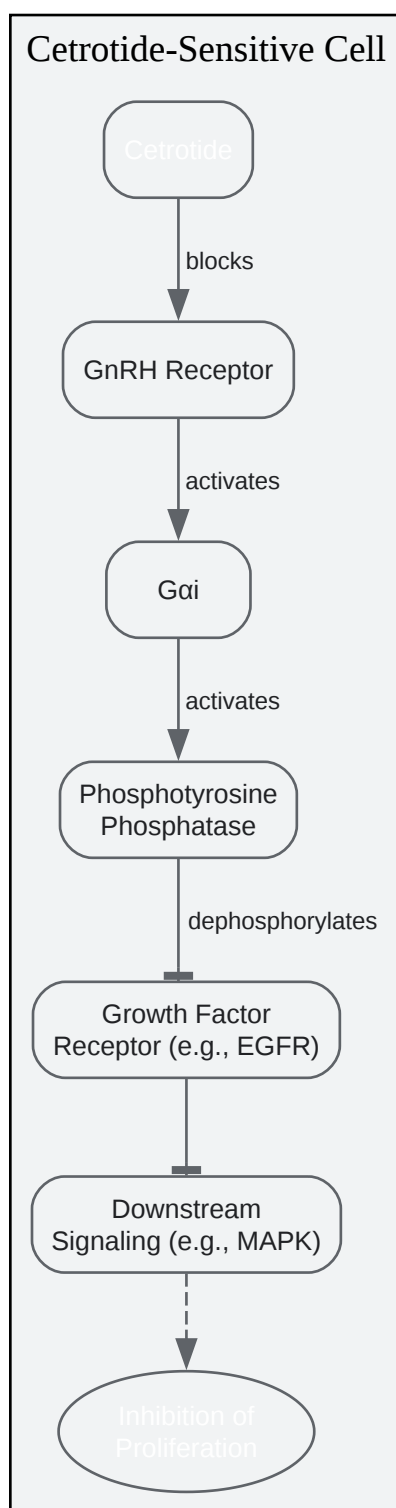 Cetrotide-Sensitive Cell
Cetrotide
blocks
GnRH Receptor
activates
Gαi
activates
Phosphotyrosine
Phosphatase
dephosphorylates
Growth Factor
Receptor (e.g., EGFR)
Downstream
Signaling (e.g., MAPK)
Inhibition of
Proliferation